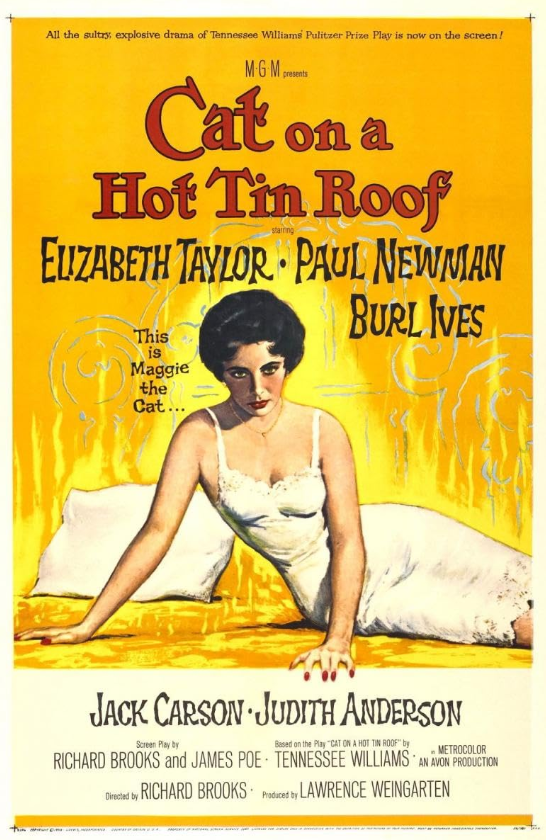 All the sultry, explosive drama of Tennessee Williams' Pulitzer Prize Play is now on the screen!
M-G-M presents
Cat on a
Hot Tin Roof
starring
ELIZABETH TAYLOR · PAUL NEWMAN
BURL IVES
This
is
Maggie
the
Cat...
JACK CARSON · JUDITH ANDERSON
Screen Play by
RICHARD BROOKS and JAMES POE ·
Based on the Play "CAT ON A HOT TIN ROOF" by
TENNESSEE WILLIAMS ·
in METROCOLOR
AN AVON PRODUCTION
Directed by RICHARD BROOKS · Produced by LAWRENCE WEINGARTEN